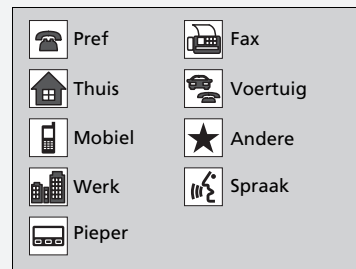 Pref
Thuis
Mobiel
Werk
Pieper
Fax
Voertuig
Andere
Spraak